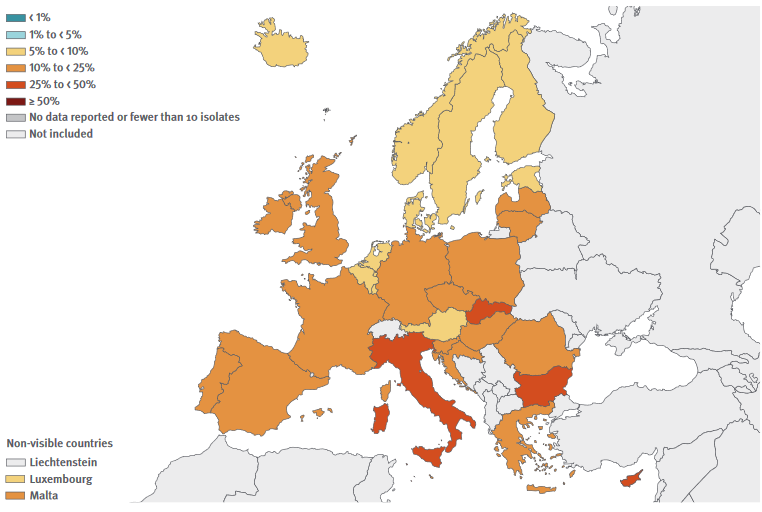 < 1%
1% to < 5%
5% to < 10%
10% to < 25%
25% to < 50%
≥ 50%
No data reported or fewer than 10 isolates
Not included
Non-visible countries
Liechtenstein
Luxembourg
Malta